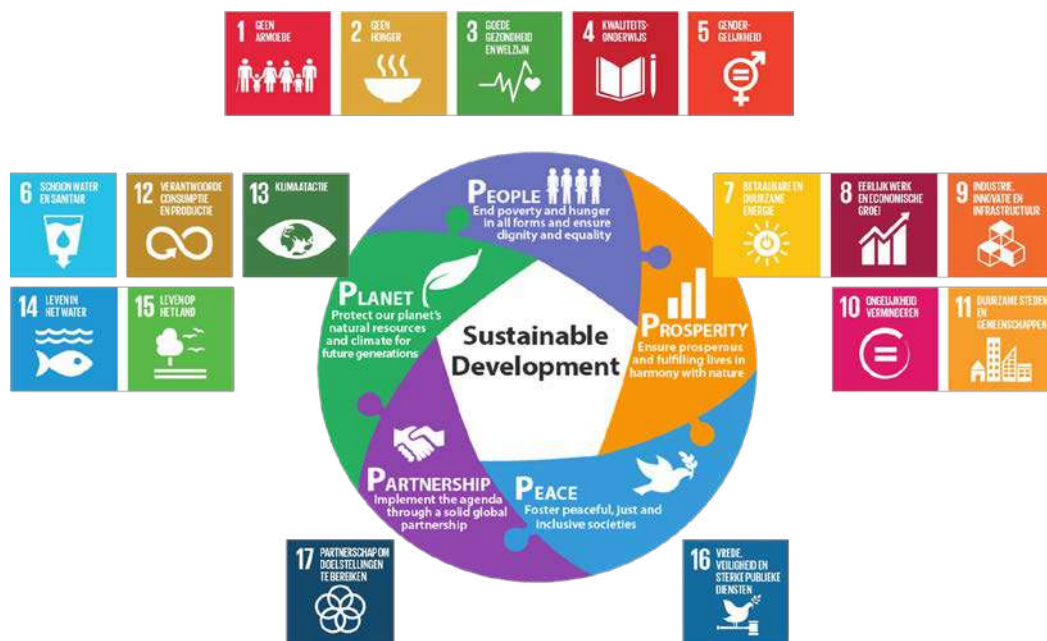 1 GEEN
ARMOEDE
2 GEEN
HONGER
3 GOEDE
GEZONDHEID
EN WELZIJN
4 KWALITEITS-
ONDERWIJS
5 GENDER-
GELIJKHEID
6 SCHOON WATER
EN SANITAIR
12 VERANTWOORDE
CONSUMPTIE
EN PRODUCTIE
13 KLIMAATACTIE
14 LEVEN IN
HET WATER
15 LEVEN OP
HET LAND
7 BETAALBARE EN
DUURZAME
ENERGIE
8 EERLIJK WERK
EN ECONOMISCHE
GROEI
9 INDUSTRIE,
INNOVATIE EN
INFRASTRUCTUUR
10 ONGELIJKHEID
VERMINDEREN
11 DUURZAME STEDEN
EN
GEMEENSCHAPPEN
PEOPLE
End poverty and hunger
in all forms and ensure
dignity and equality
PLANET
Protect our planet's
natural resources
and climate for
future generations
Sustainable
Development
PROSPERITY
Ensure prosperous
and fulfilling lives in
harmony with nature
PARTNERSHIP
Implement the agenda
through a solid global
partnership
PEACE
Foster peaceful, just and
inclusive societies
17 PARTNERSCHAP OM
DOELSTELLINGEN
TE BEREIKEN
16 VREDE,
VEILIGHEID EN
STERKE PUBLIEKE
DIENSTEN